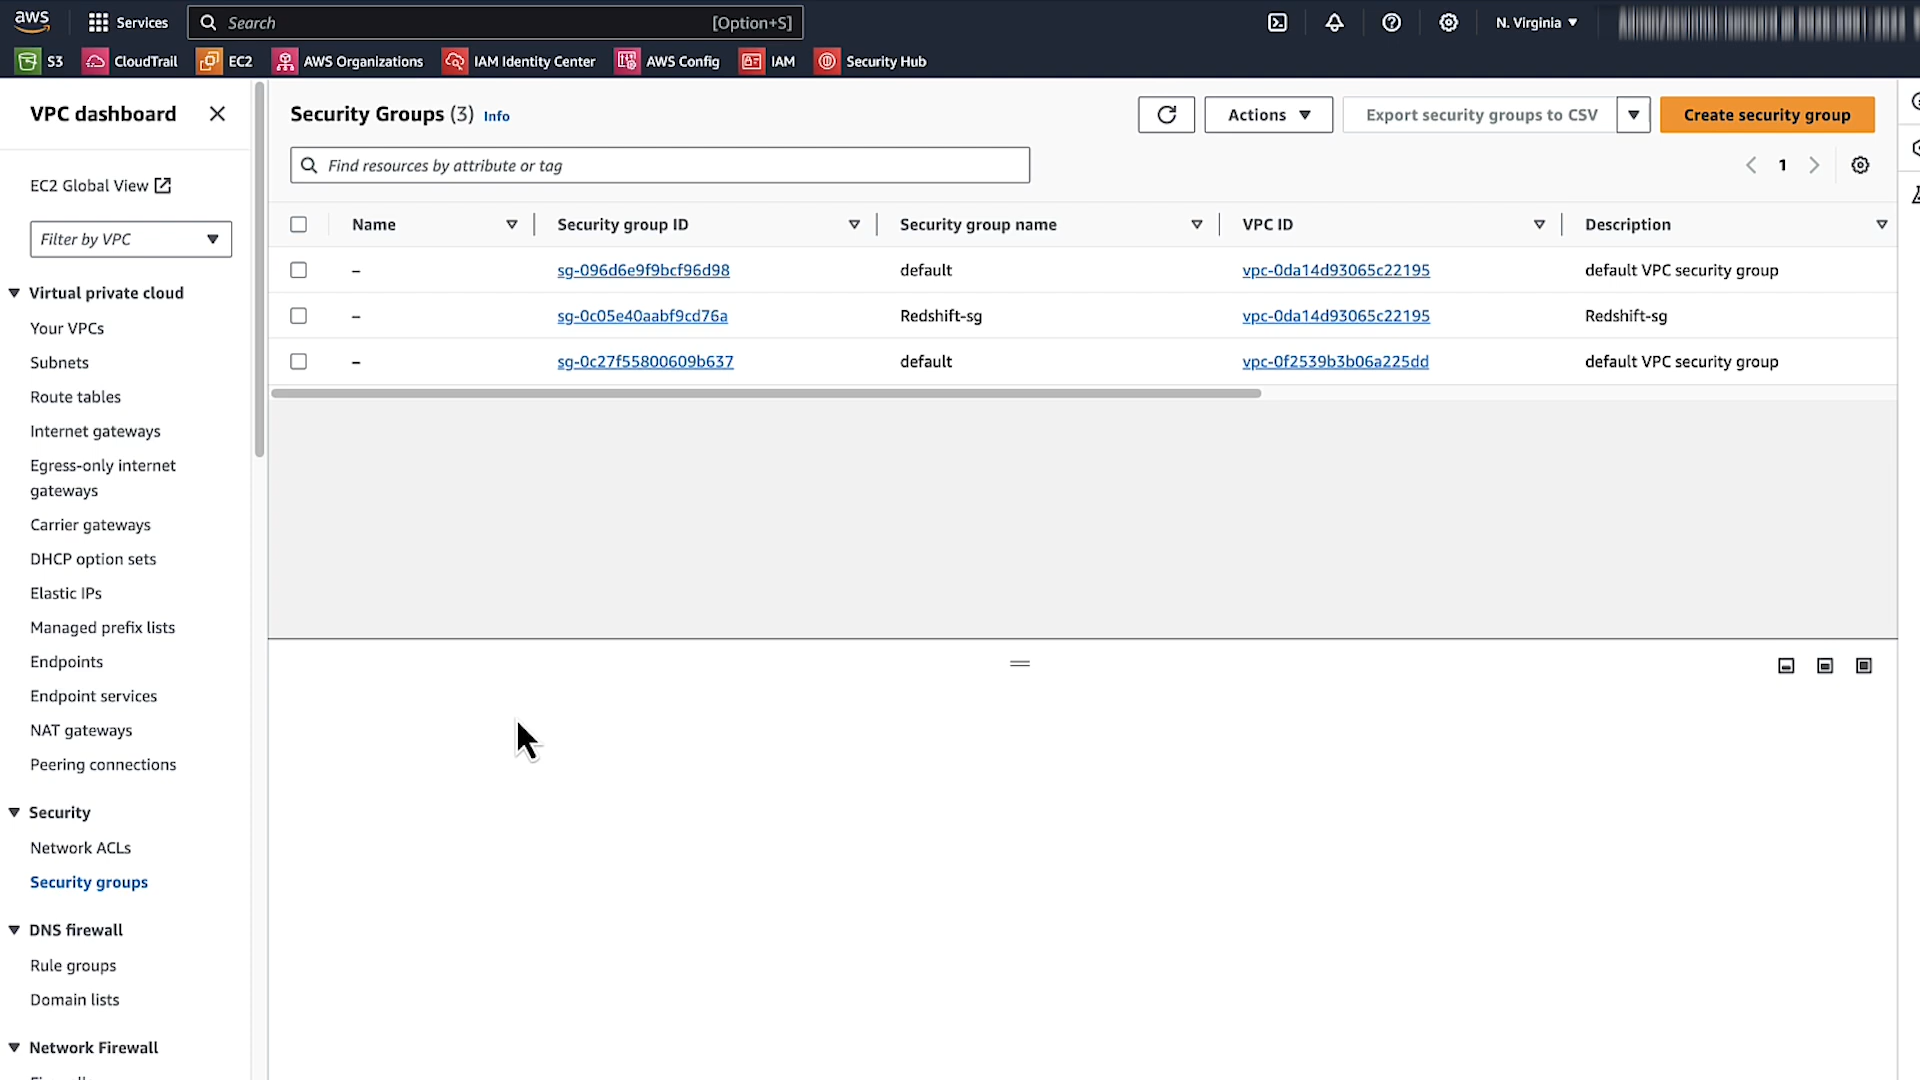 aws
Services
Search
[Option+S]
N. Virginia
S3
CloudTrail
EC2
AWS Organizations
IAM Identity Center
AWS Config
IAM
Security Hub
VPC dashboard
EC2 Global View
Filter by VPC
Virtual private cloud
Your VPCs
Subnets
Route tables
Internet gateways
Egress-only internet
gateways
Carrier gateways
DHCP option sets
Elastic IPs
Managed prefix lists
Endpoints
Endpoint services
NAT gateways
Peering connections
Security
Network ACLs
Security groups
DNS firewall
Rule groups
Domain lists
Network Firewall
Security Groups (3) Info
Actions
Export security groups to CSV
Create security group
Find resources by attribute or tag
1
Name Security group ID Security group name VPC ID Description
– sg-096d6e9f9bcf96d98 default vpc-0da14d93065c22195 default VPC security group
– sg-0c05e40aabf9cd76a Redshift-sg vpc-0da14d93065c22195 Redshift-sg
– sg-0c27f55800609b637 default vpc-0f2539b3b06a225dd default VPC security group